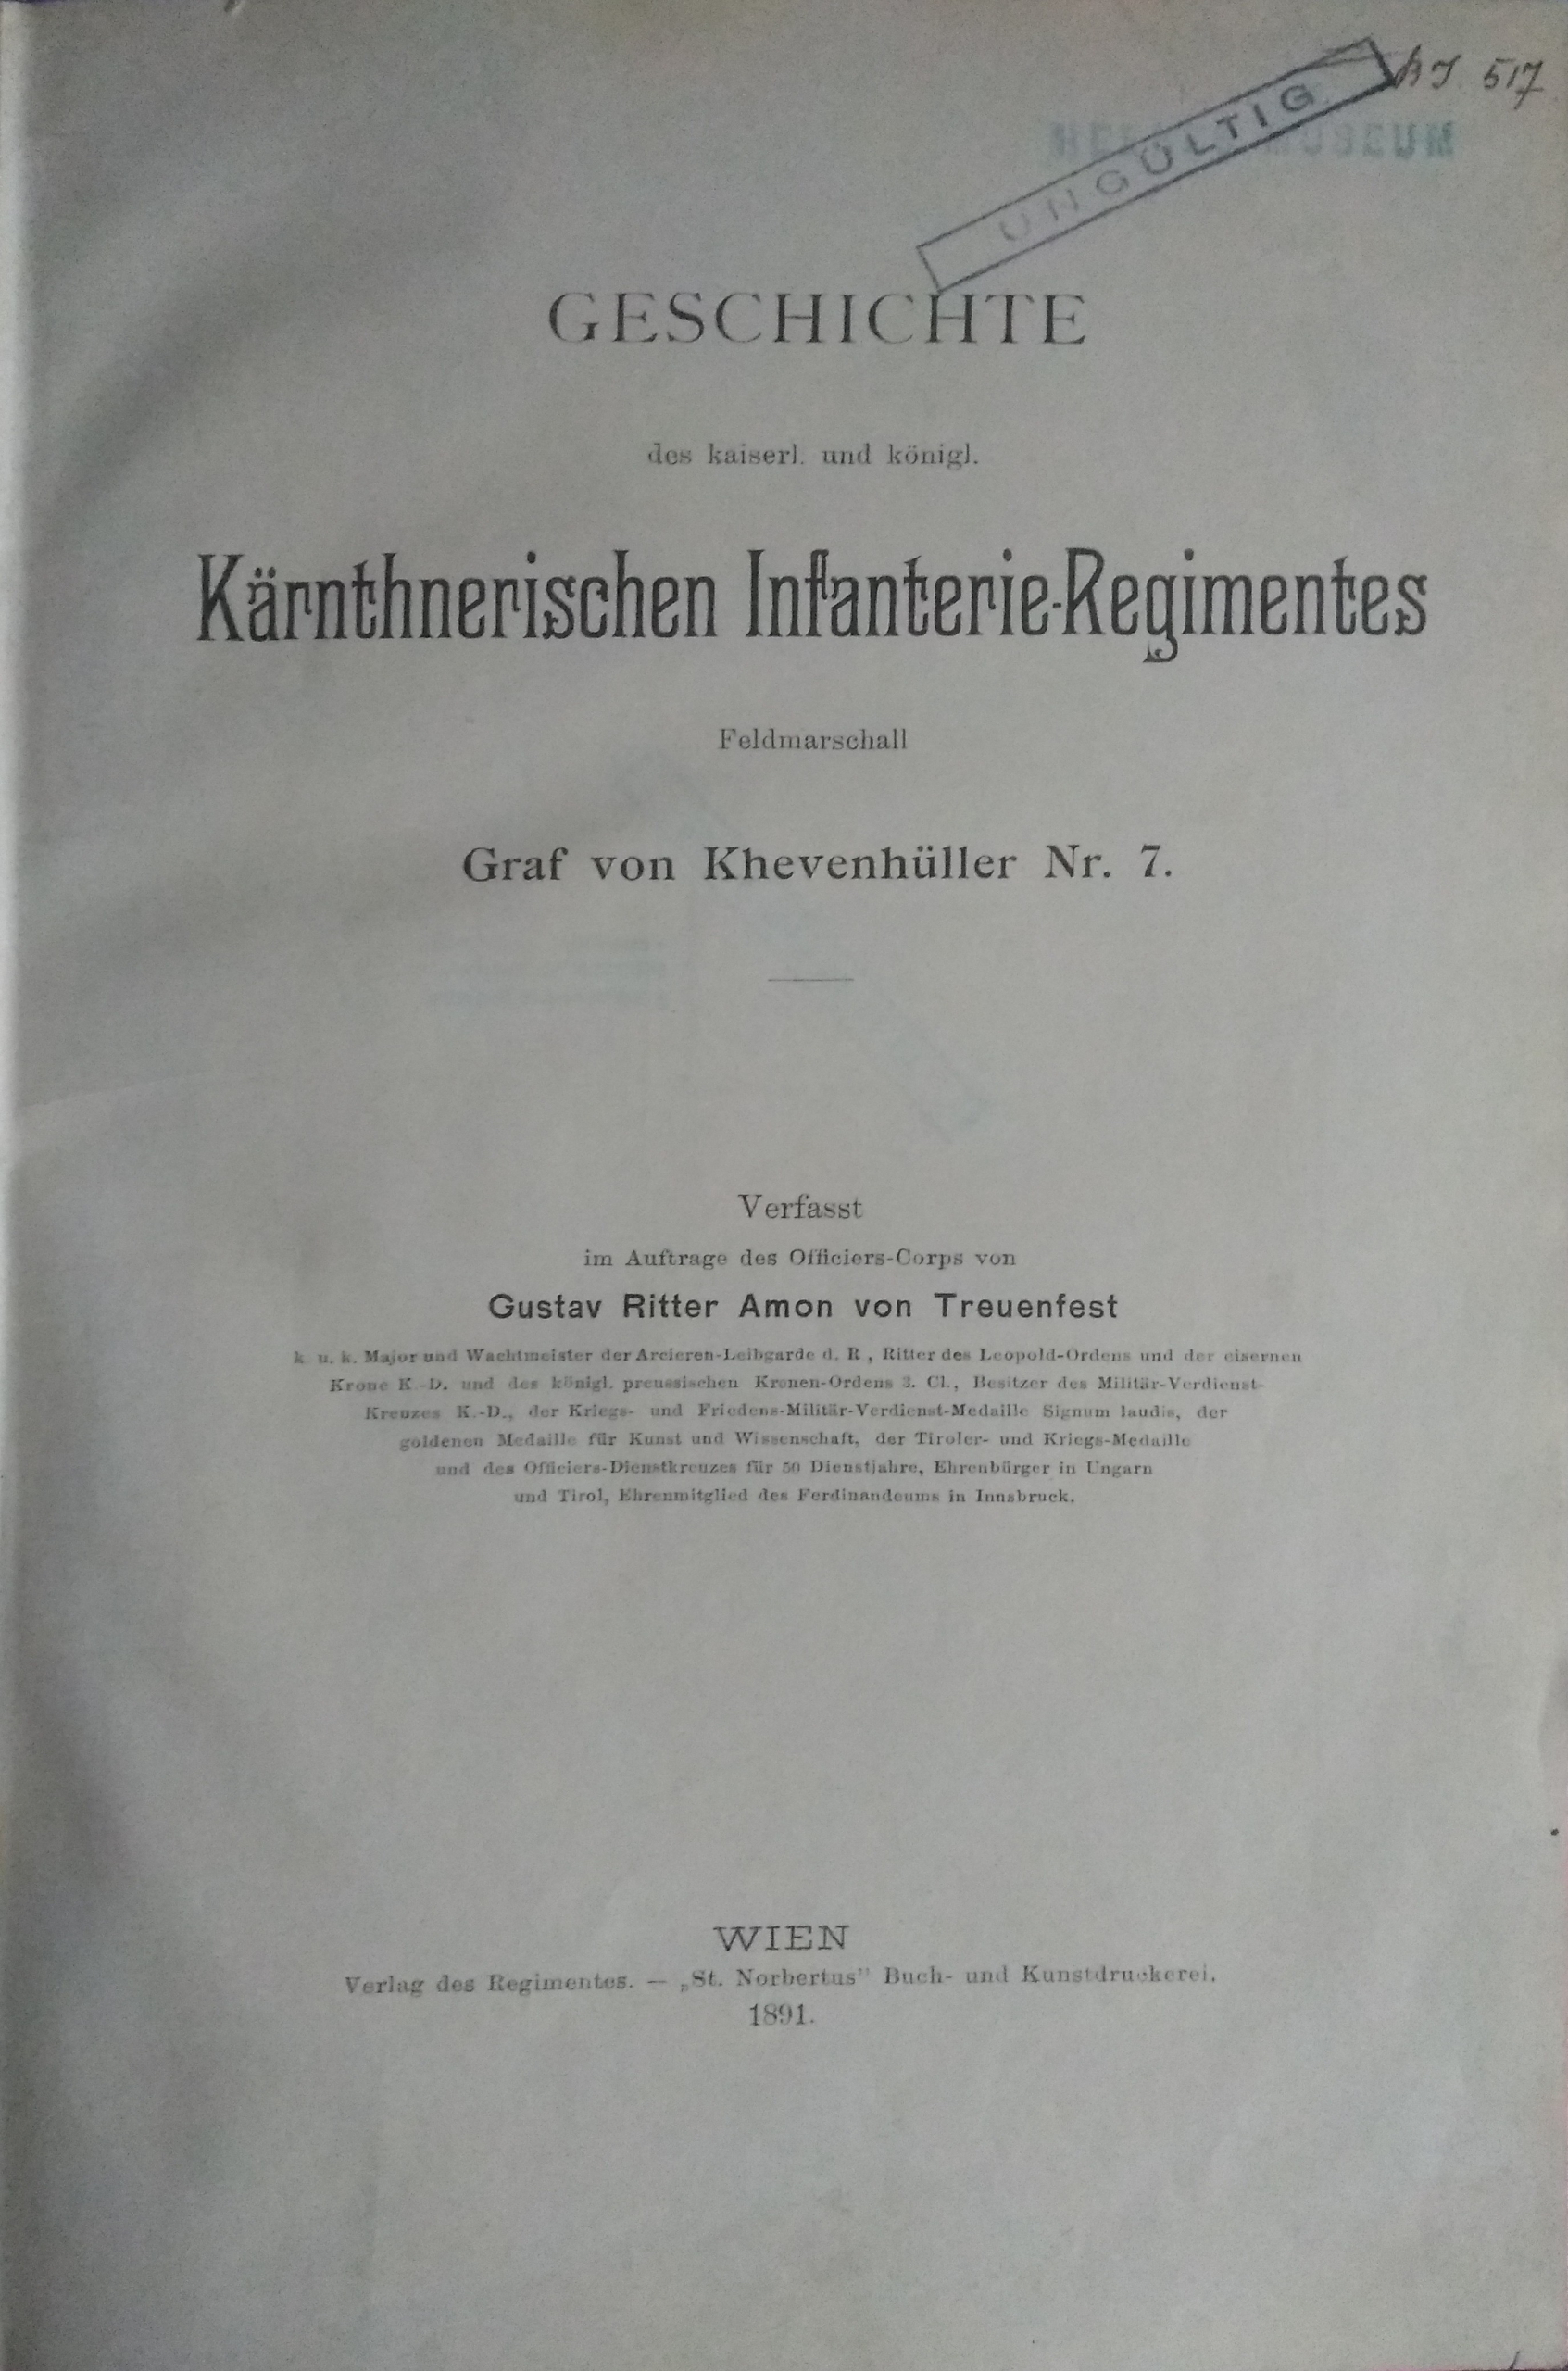 517
UNGÜLTIG
GESCHICHTE
des kaiserl. und königl.
Kärnthnerischen Infanterie-Regimentes
Feldmarschall
Graf von Khevenhüller Nr. 7.
Verfasst
im Auftrage des Officiers-Corps von
Gustav Ritter Amon von Treuenfest
k. u. k. Major und Wachtmeister der Arcieren-Leibgarde d. R , Ritter des Leopold-Ordens und der eisernen
Krone K.-D. und des königl. preussischen Kronen-Ordens 3. Cl., Besitzer des Militär-Verdienst-
Kreuzes K.-D., der Kriegs- und Friedens-Militär-Verdienst-Medaille Signum laudis, der
goldenen Medaille für Kunst und Wissenschaft, der Tiroler- und Kriegs-Medaille
und des Officiers-Dienstkreuzes für 50 Dienstjahre, Ehrenbürger in Ungarn
und Tirol, Ehrenmitglied des Ferdinandeums in Innsbruck.
WIEN
Verlag des Regimentes. — „St. Norbertus" Buch- und Kunstdruckerei.
1891.